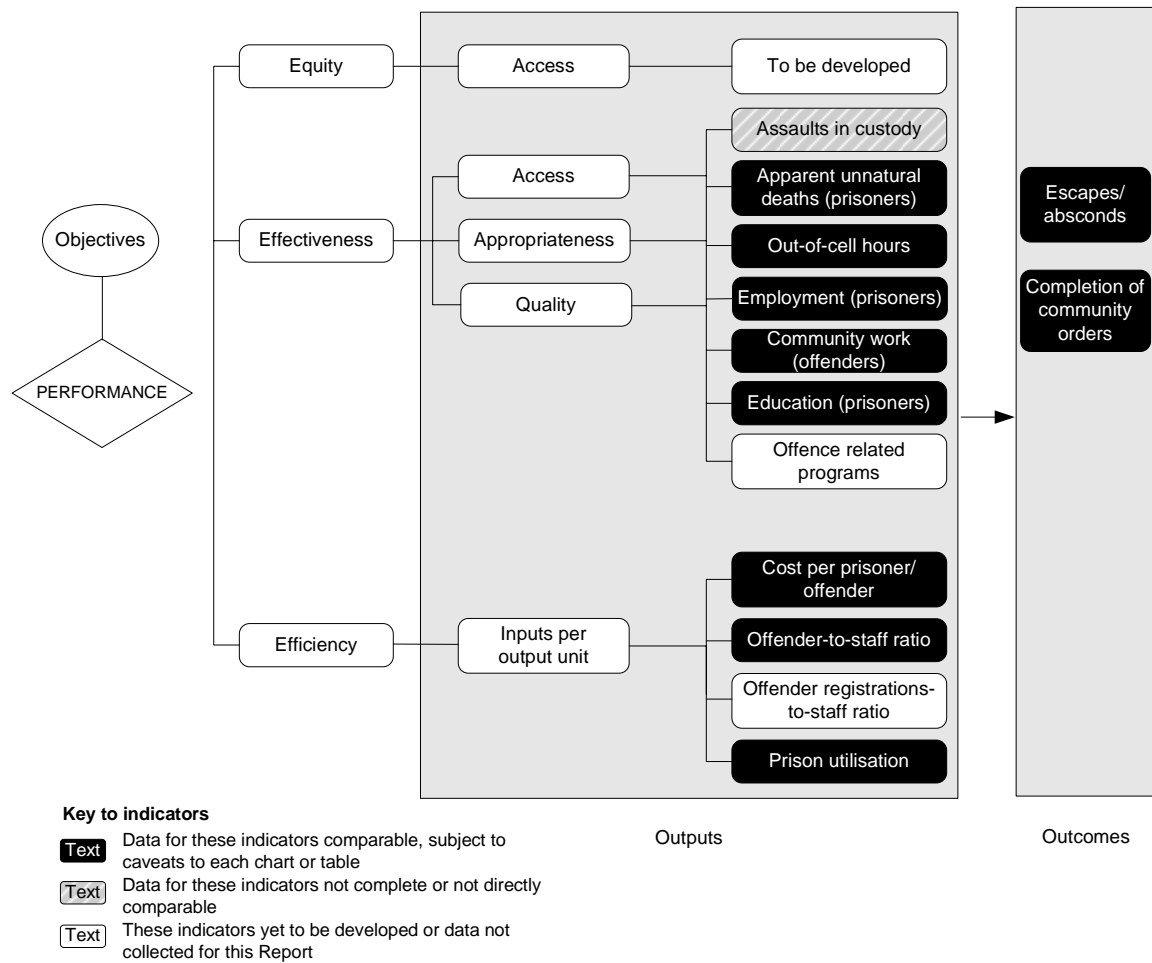 Objectives
PERFORMANCE
Equity
Access
To be developed
Effectiveness
Access
Appropriateness
Quality
Assaults in custody
Apparent unnatural
deaths (prisoners)
Out-of-cell hours
Employment (prisoners)
Community work
(offenders)
Education (prisoners)
Offence related
programs
Efficiency
Inputs per
output unit
Cost per prisoner/
offender
Offender-to-staff ratio
Offender registrations-
to-staff ratio
Prison utilisation
Escapes/
absconds
Completion of
community
orders
Outputs
Outcomes
Key to indicators
Text
Data for these indicators comparable, subject to
caveats to each chart or table
Text
Data for these indicators not complete or not directly
comparable
Text
These indicators yet to be developed or data not
collected for this Report